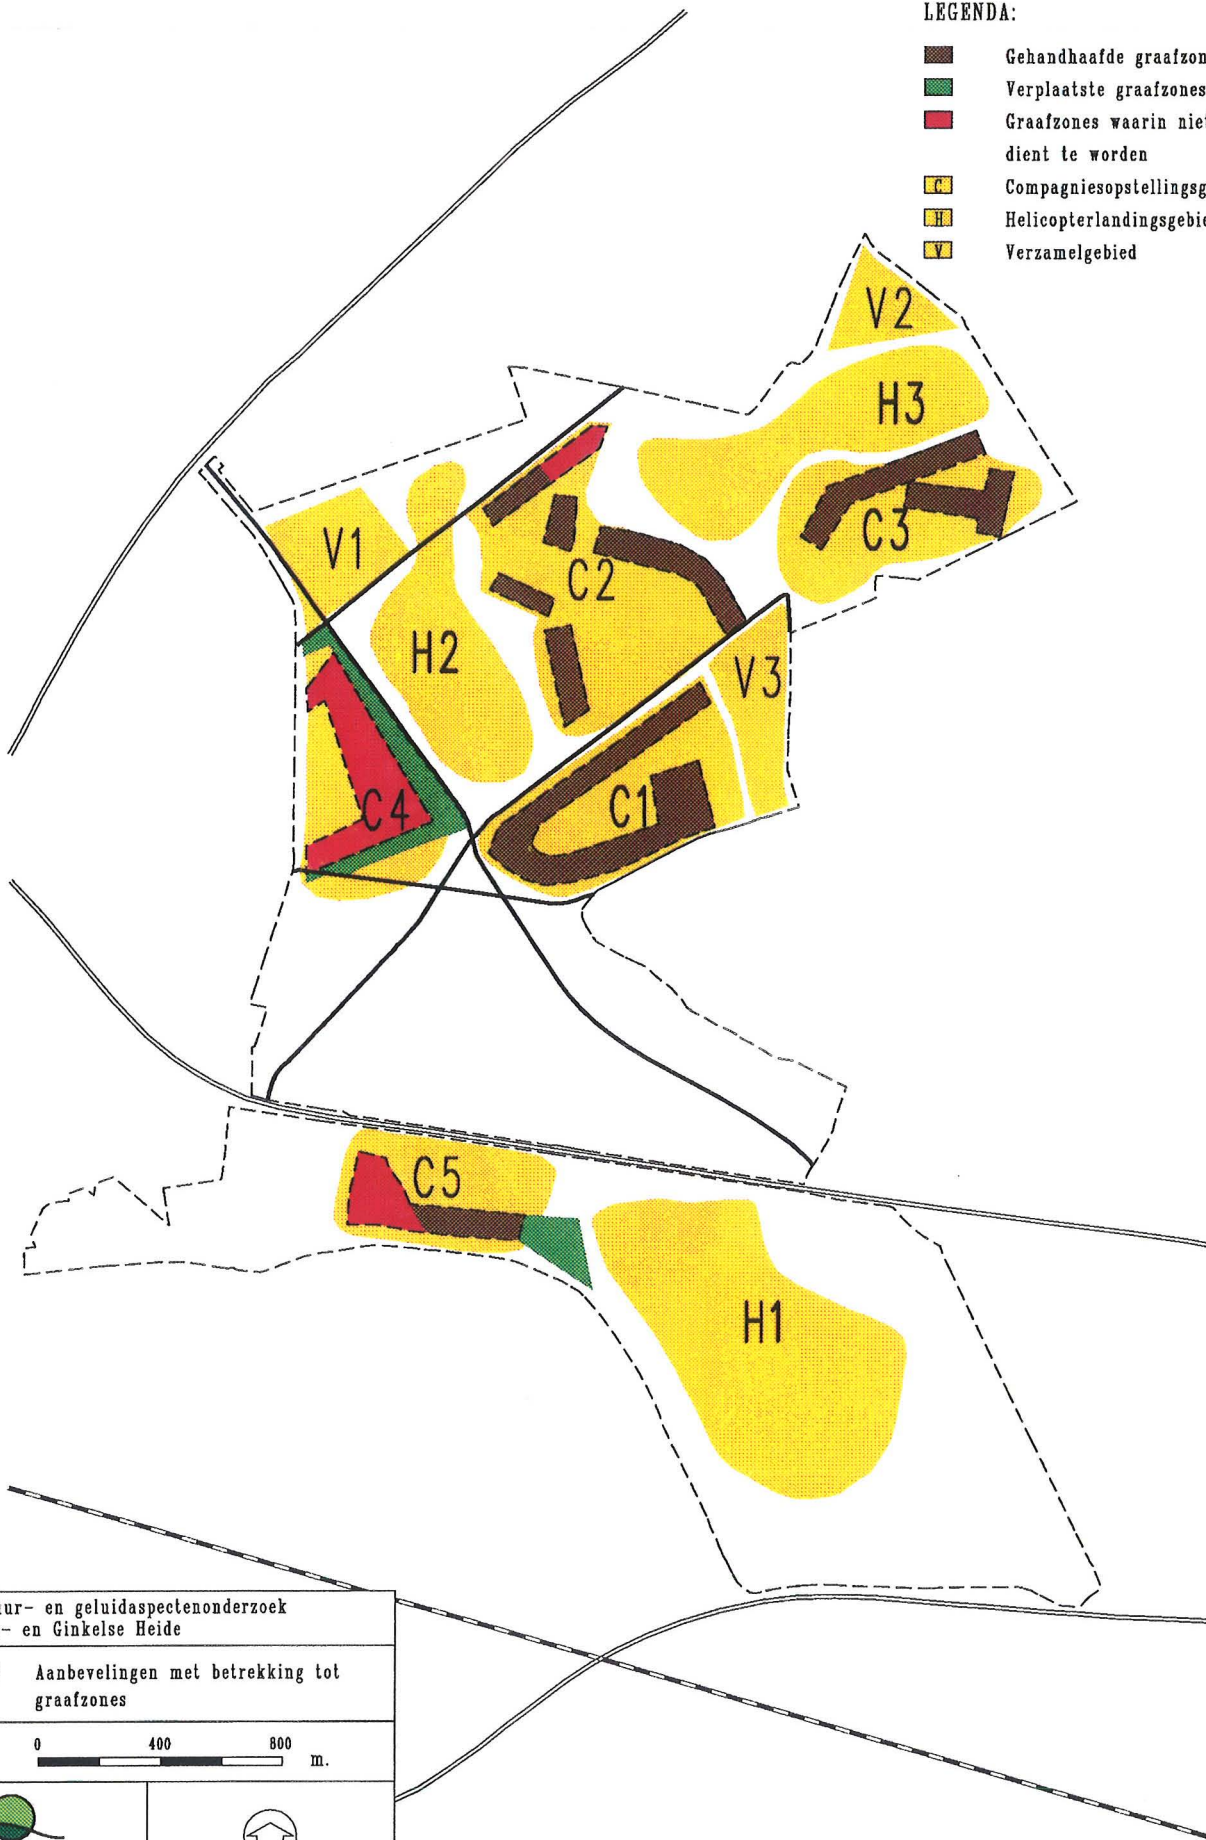 LEGENDA:
Gehandhaafde graafzon
Verplaatste graafzones
Graafzones waarin nie
dient te worden
C Compagniesopstellingsg
H Helicopterlandingsgebie
V Verzamelgebied
V2
H3
C3
V1
C2
H2
V3
C4
C1
C5
H1
ur- en geluidaspectenonderzoek
- en Ginkelse Heide
Aanbevelingen met betrekking tot
graafzones
0 400 800 m.